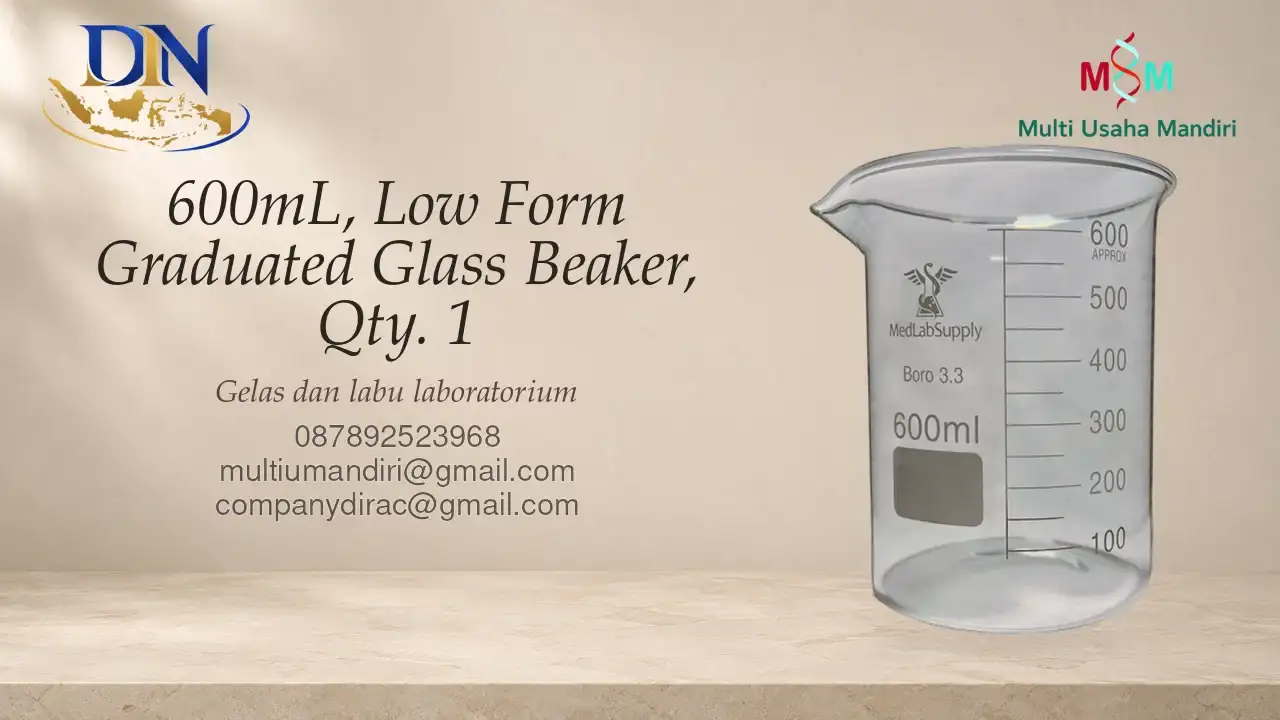 DN
MSM
Multi Usaha Mandiri
600mL, Low Form
Graduated Glass Beaker,
Qty. 1
Gelas dan labu laboratorium
087892523968
multiumandiri@gmail.com
companydirac@gmail.com
600
APPROX
500
MedLabSupply
400
Boro 3.3
300
600ml
200
100